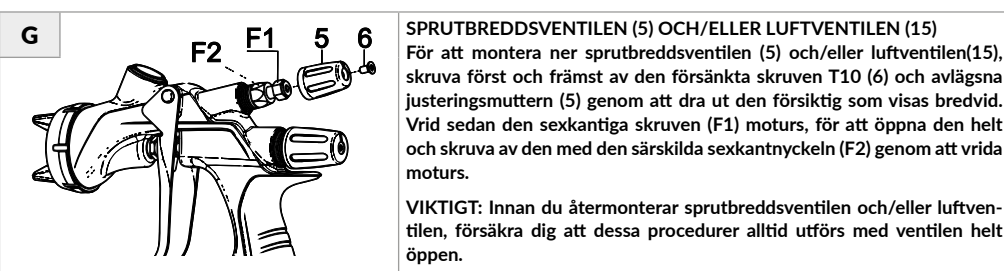 G
F2 F1 5 6
SPRUTBREDDSVENTILEN (5) OCH/ELLER LUFTVENTILEN (15)
För att montera ner sprutbreddsventilen (5) och/eller luftventilen(15),
skruva först och främst av den försänkta skruven T10 (6) och avlägsna
justeringsmuttern (5) genom att dra ut den försiktig som visas bredvid.
Vrid sedan den sexkantiga skruven (F1) moturs, för att öppna den helt
och skruva av den med den särskilda sexkantnyckeln (F2) genom att vrida
moturs.
VIKTIGT: Innan du återmonterar sprutbreddsventilen och/eller luftven-
tilen, försäkra dig att dessa procedurer alltid utförs med ventilen helt
öppen.